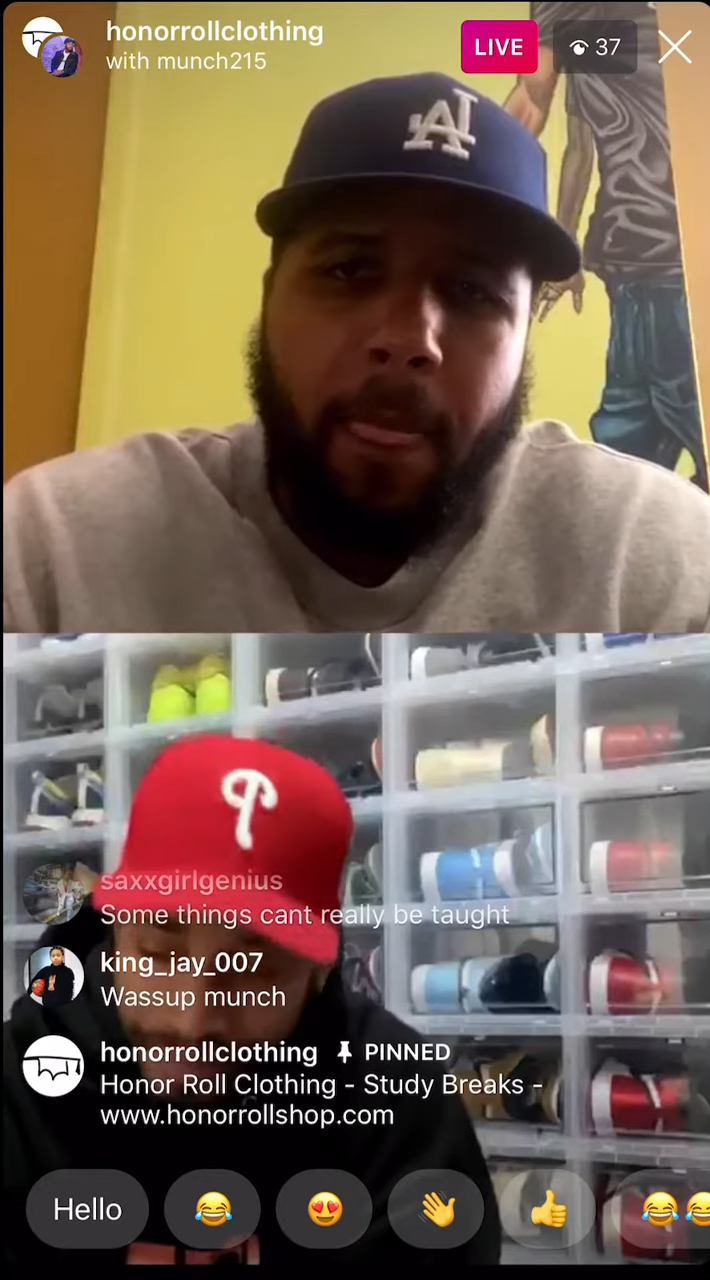 honorrollclothing
with munch215
LIVE
37
LA
P
saxxgirlgenius
Some things cant really be taught
king_jay_007
Wassup munch
honorrollclothing PINNED
Honor Roll Clothing - Study Breaks -
www.honorrollshop.com
Hello